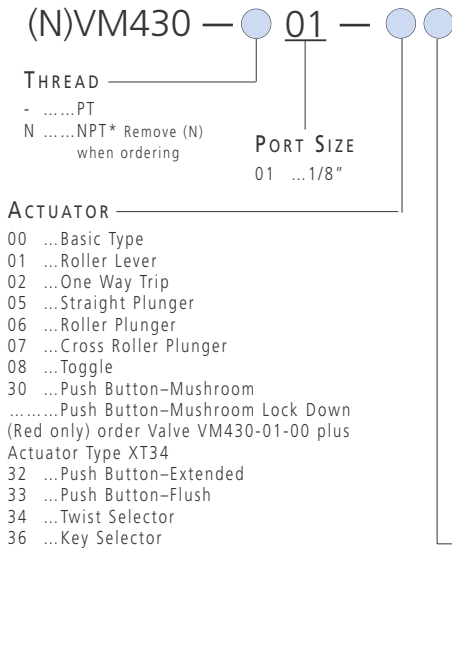 (N)VM430 — 01 —
THREAD
- ......PT
N ......NPT* Remove (N)
when ordering
PORT SIZE
01 ...1/8"
ACTUATOR
00 ...Basic Type
01 ...Roller Lever
02 ...One Way Trip
05 ...Straight Plunger
06 ...Roller Plunger
07 ...Cross Roller Plunger
08 ...Toggle
30 ...Push Button–Mushroom
.........Push Button–Mushroom Lock Down
(Red only) order Valve VM430-01-00 plus
Actuator Type XT34
32 ...Push Button–Extended
33 ...Push Button–Flush
34 ...Twist Selector
36 ...Key Selector